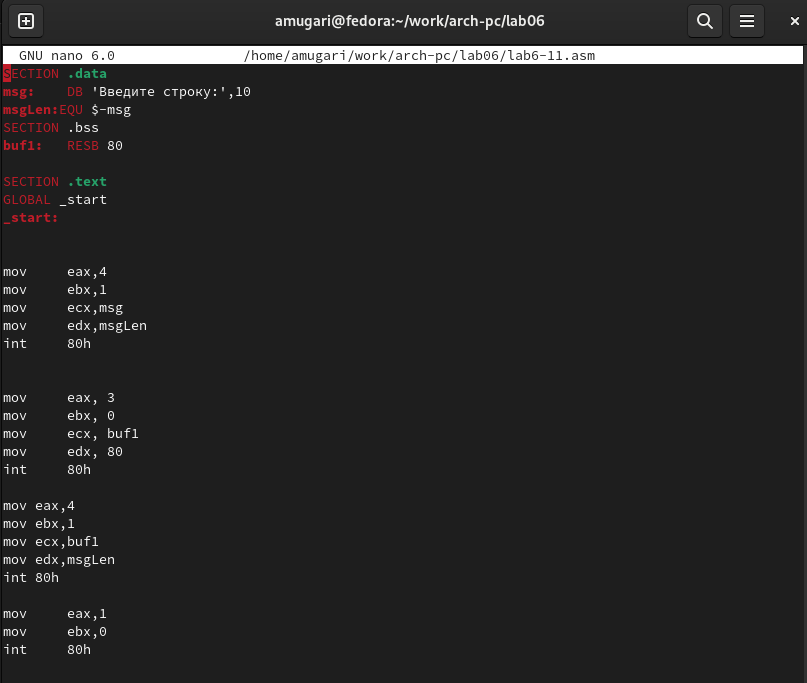 amugari@fedora:~/work/arch-pc/lab06
GNU nano 6.0 /home/amugari/work/arch-pc/lab06/lab6-11.asm
SECTION .data
msg: DB 'Введите строку:',10
msgLen:EQU $-msg
SECTION .bss
buf1: RESB 80
SECTION .text
GLOBAL _start
_start:
mov eax,4
mov ebx,1
mov ecx,msg
mov edx,msgLen
int 80h
mov eax, 3
mov ebx, 0
mov ecx, buf1
mov edx, 80
int 80h
mov eax,4
mov ebx,1
mov ecx,buf1
mov edx,msgLen
int 80h
mov eax,1
mov ebx,0
int 80h